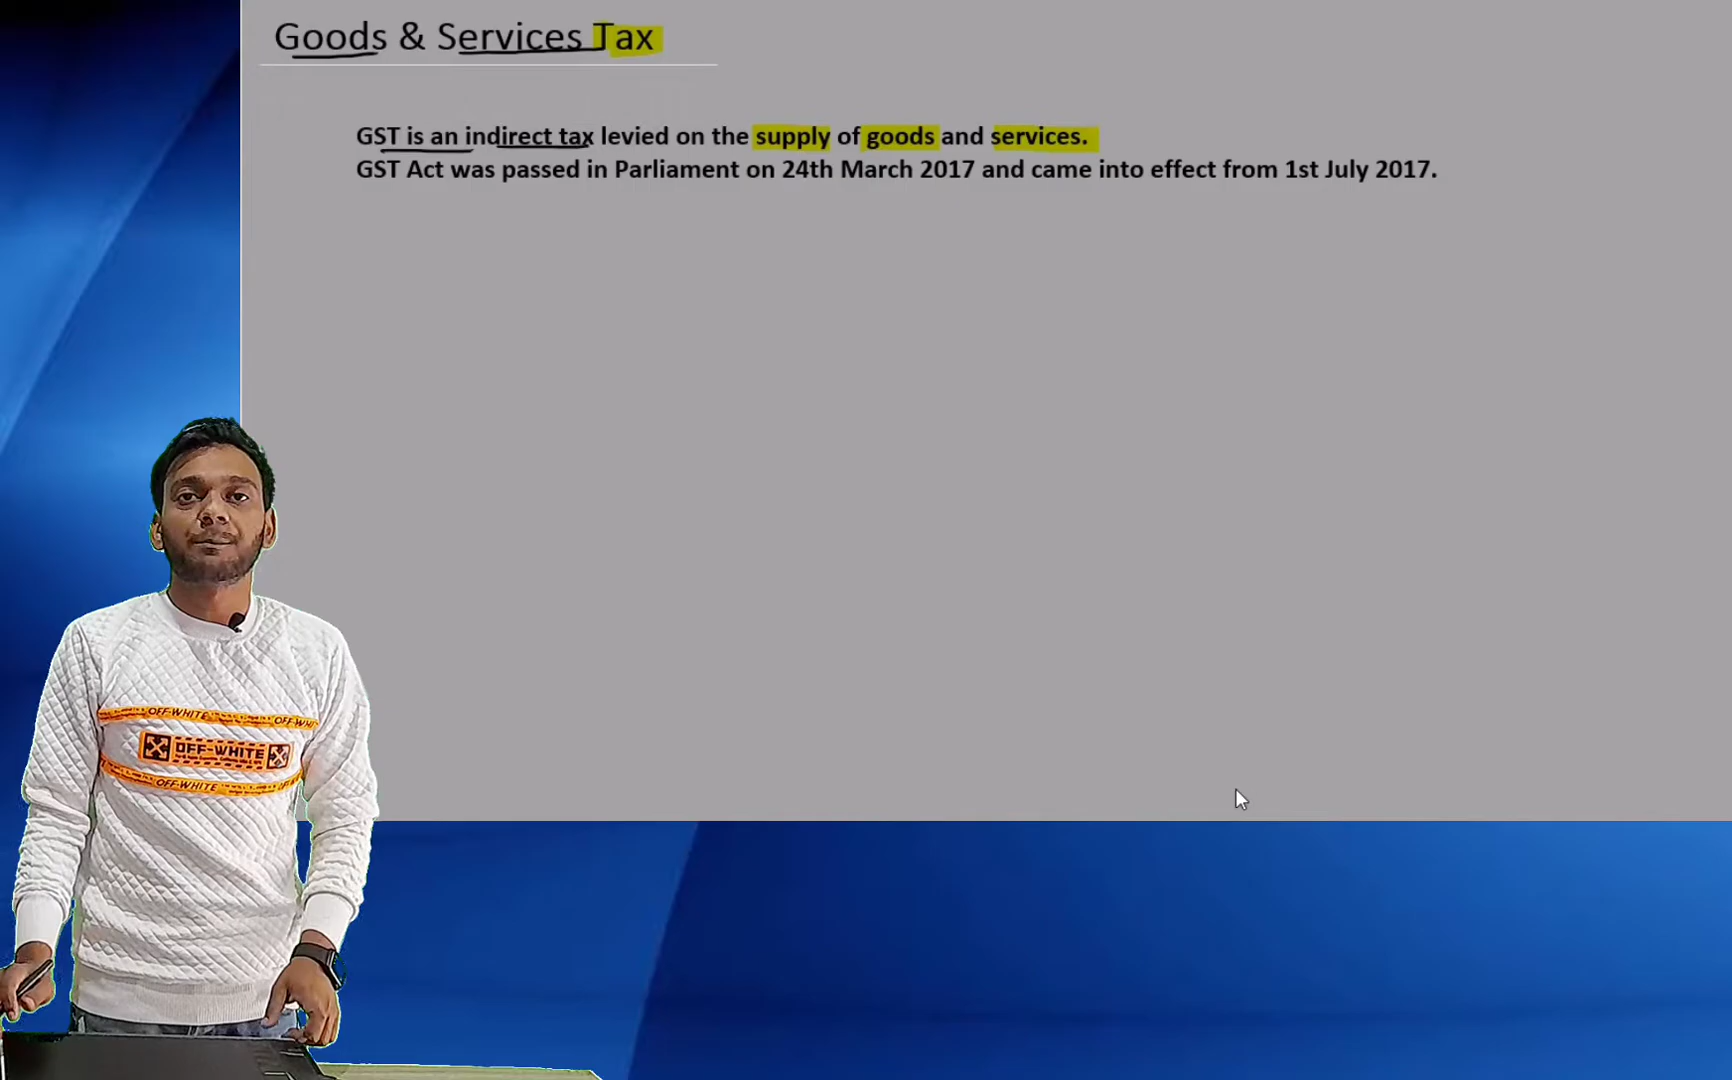 Goods & Services Tax
GST is an indirect tax levied on the supply of goods and services.
GST Act was passed in Parliament on 24th March 2017 and came into effect from 1st July 2017.
OFF-WHITE OFF-WHI
OFF-WHITE
OFF-WHITE